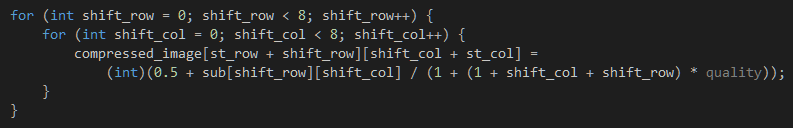 for (int shift_row = 0; shift_row < 8; shift_row++) {
    for (int shift_col = 0; shift_col < 8; shift_col++) {
        compressed_image[st_row + shift_row][shift_col + st_col] =
            (int)(0.5 + sub[shift_row][shift_col] / (1 + (1 + shift_col + shift_row) * quality));
    }
}